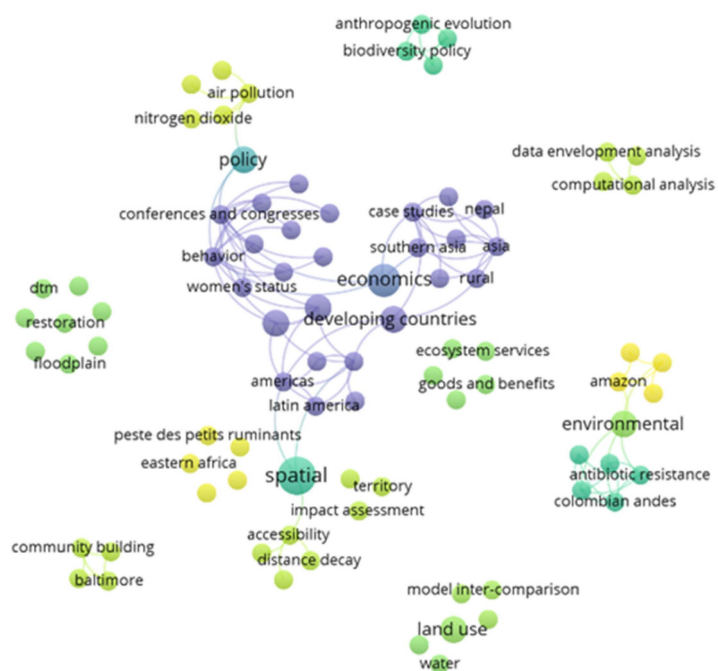 anthropogenic evolution
biodiversity policy
air pollution
nitrogen dioxide
policy
data envelopment analysis
computational analysis
conferences and congresses
case studies
nepal
behavior
southern asia
asia
women's status
economics
rural
dtm
restoration
floodplain
developing countries
ecosystem services
americas
goods and benefits
amazon
latin america
environmental
peste des petits ruminants
eastern africa
spatial
antibiotic resistance
territory
colombian andes
impact assessment
accessibility
distance decay
community building
baltimore
model inter-comparison
land use
water